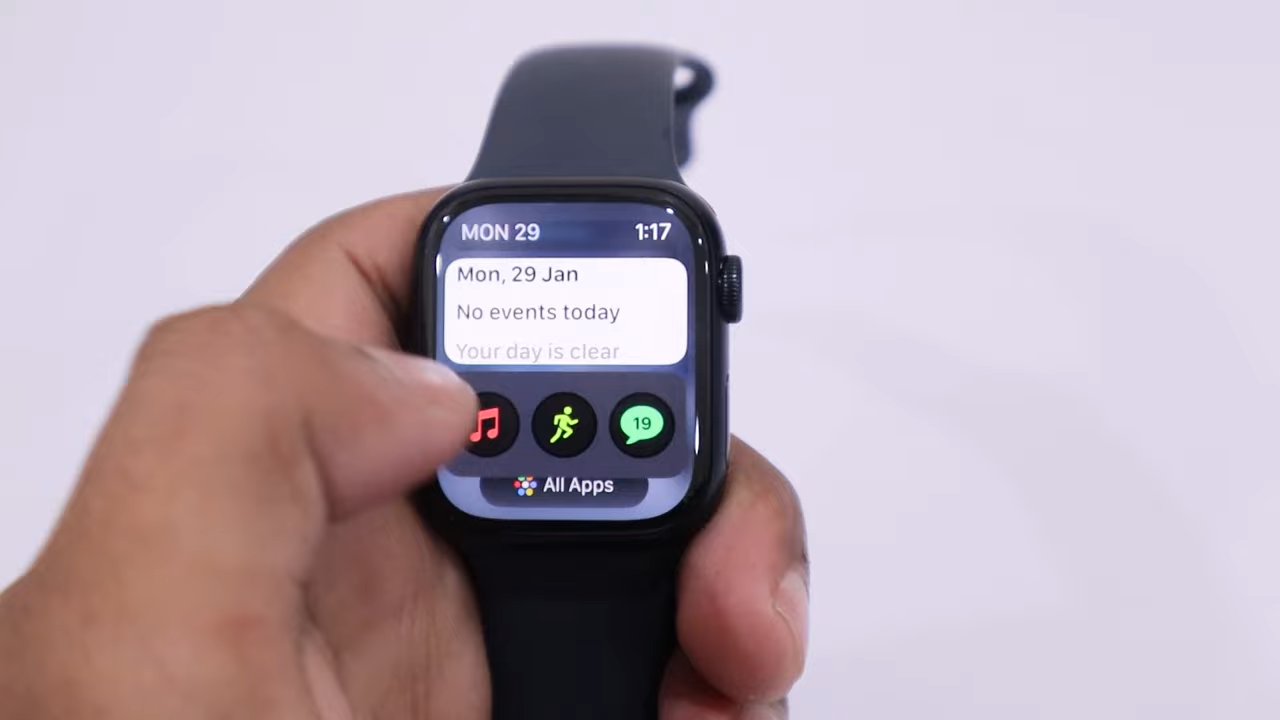 MON 29 1:17
Mon, 29 Jan
No events today
Your day is clear
19
All Apps